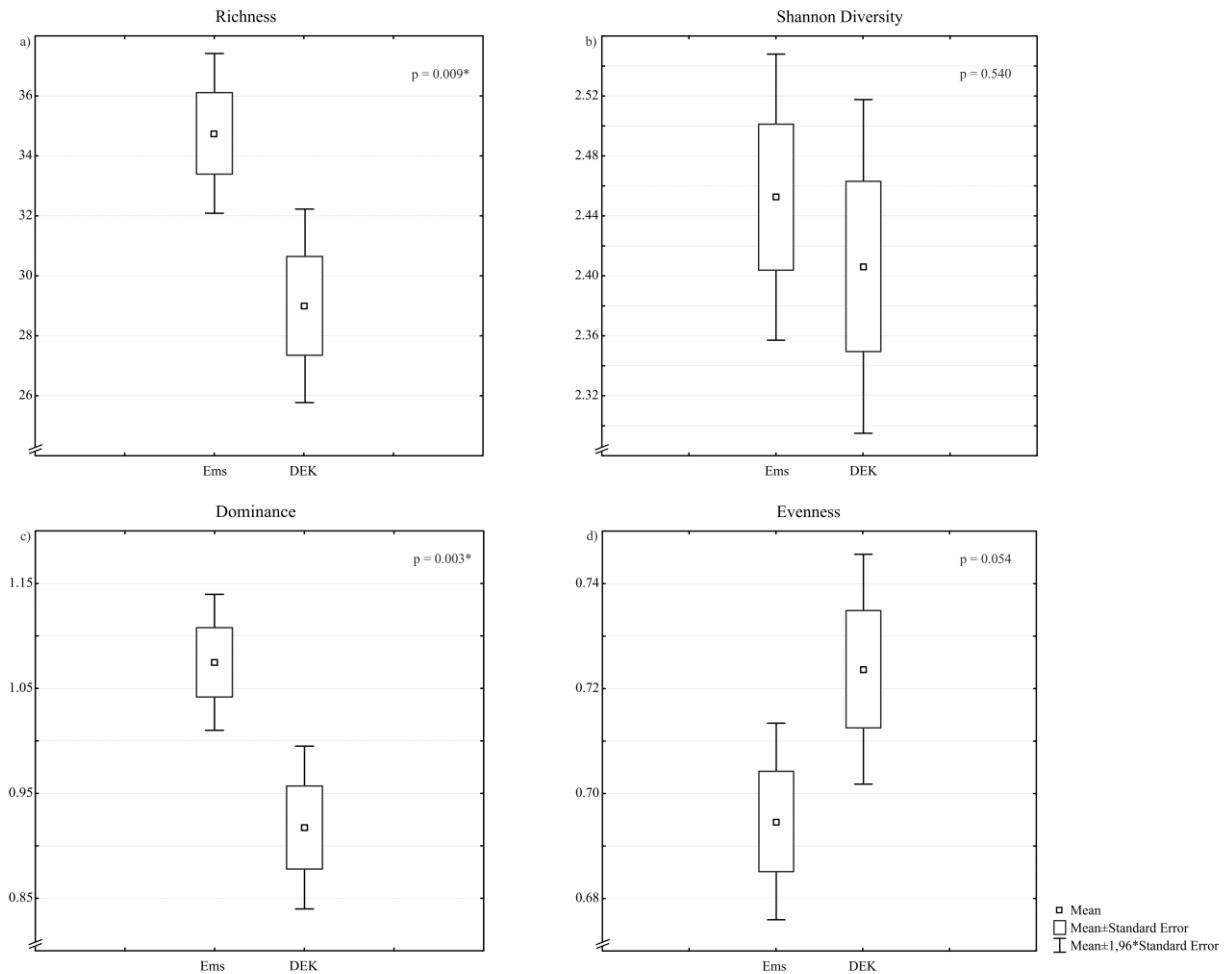 Richness
a)
p = 0.009*
36
34
32
30
28
26
Ems DEK
Shannon Diversity
b)
p = 0.540
2.52
2.48
2.44
2.40
2.36
2.32
Ems DEK
Dominance
c)
p = 0.003*
1.15
1.05
0.95
0.85
Ems DEK
Evenness
d)
p = 0.054
0.74
0.72
0.70
0.68
Ems DEK
Mean
Mean±Standard Error
Mean±1,96*Standard Error